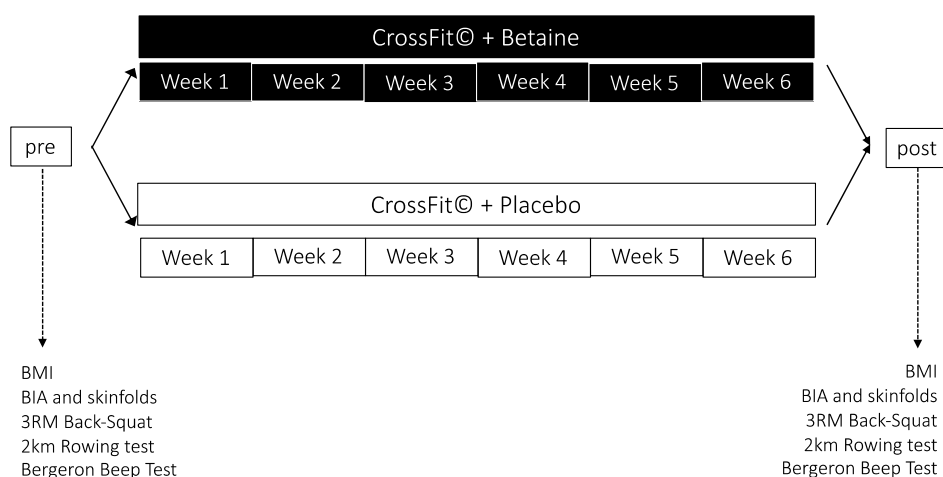 CrossFit© + Betaine
Week 1 Week 2 Week 3 Week 4 Week 5 Week 6
pre
post
CrossFit© + Placebo
Week 1 Week 2 Week 3 Week 4 Week 5 Week 6
BMI
BIA and skinfolds
3RM Back-Squat
2km Rowing test
Bergeron Beep Test
BMI
BIA and skinfolds
3RM Back-Squat
2km Rowing test
Bergeron Beep Test